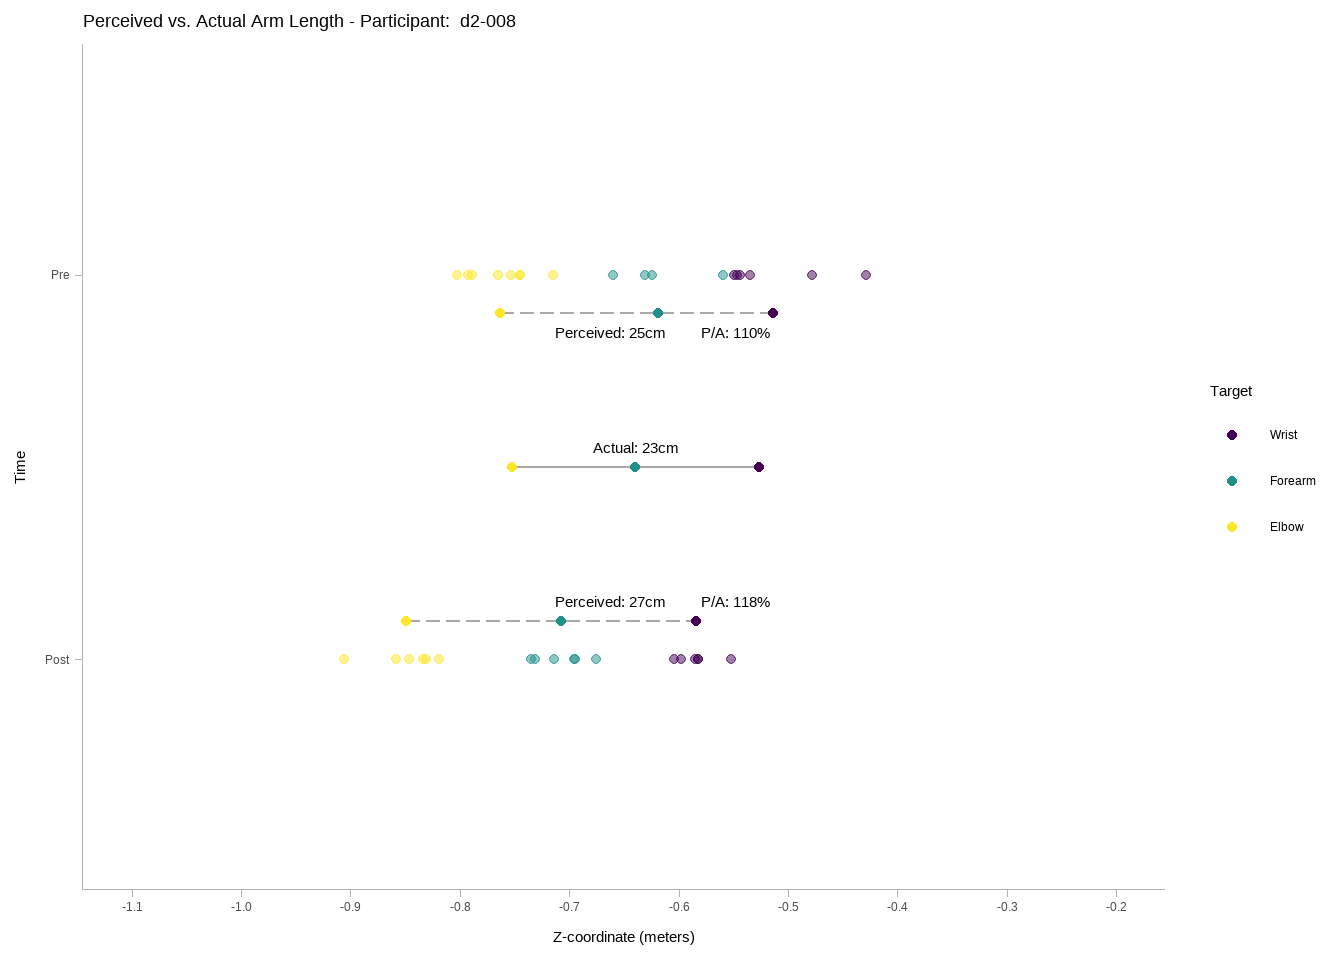 Perceived vs. Actual Arm Length - Participant:  d2-008
Pre
Perceived: 25cm P/A: 110%
Target
Wrist
Actual: 23cm
Time
Forearm
Elbow
Perceived: 27cm P/A: 118%
Post
-1.1 -1.0 -0.9 -0.8 -0.7 -0.6 -0.5 -0.4 -0.3 -0.2
Z-coordinate (meters)